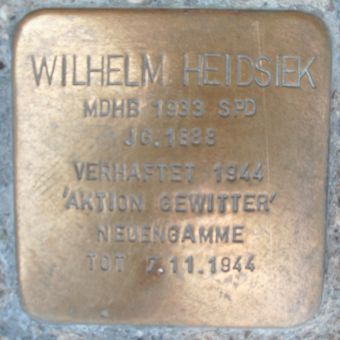 WILHELM HEIDSIEK
MDHB 1933 SPD
JG. 1888
VERHAFTET 1944
'AKTION GEWITTER'
NEUENGAMME
TOT 7.11.1944